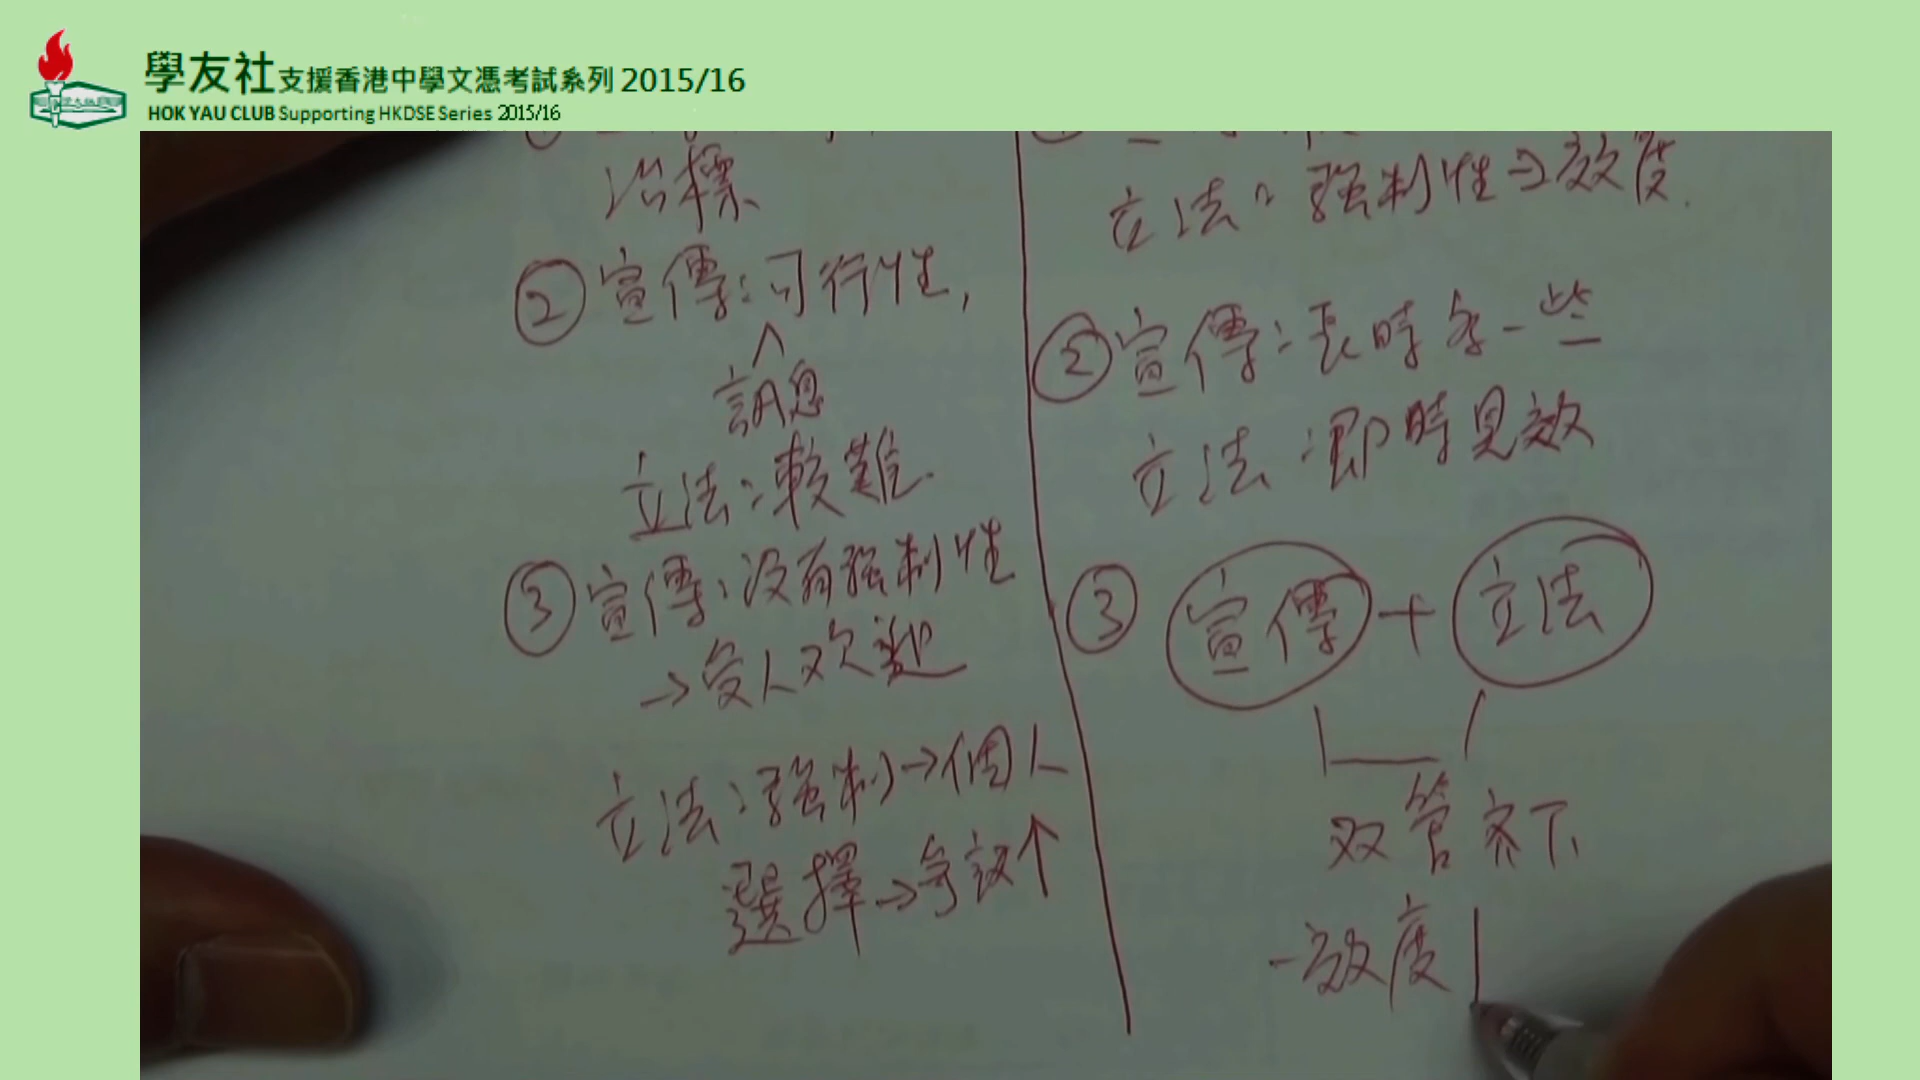 學友社支援香港中學文憑考試系列 2015/16
HOK YAU CLUB Supporting HKDSE Series 2015/16
治標
② 宣傳:可行性,
訊息
立法:較難.
③ 宣傳:沒有強制性
→受人欢迎
立法:強制→個人
選擇→争議↑
立法:強制性→效度.
② 宣傳:長時多一些
立法:即時見效
③ 宣傳+立法
双管齐下
-效度